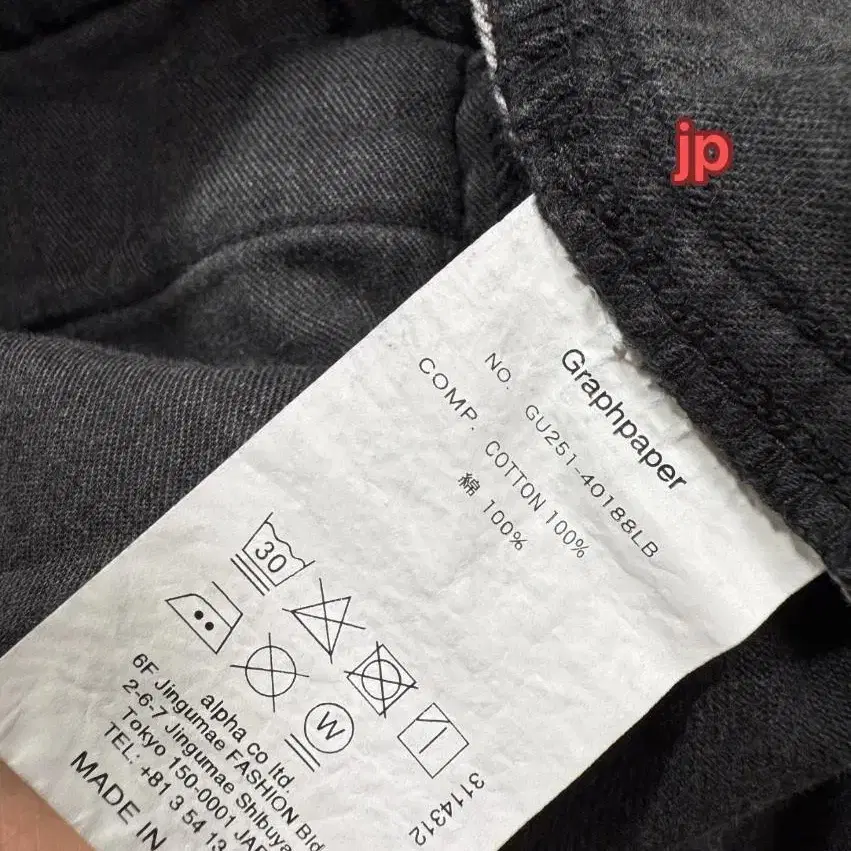 jp
Graphpaper
NO. GU251-40188LB
COMP. COTTON 100%
綿 100%
30
W
3114312
alpha co ltd.
6F Jingumae FASHION Bld
2-6-7 Jingumae Shibuya
Tokyo 150-0001 JAP
TEL: +81 3 54 13
MADE IN